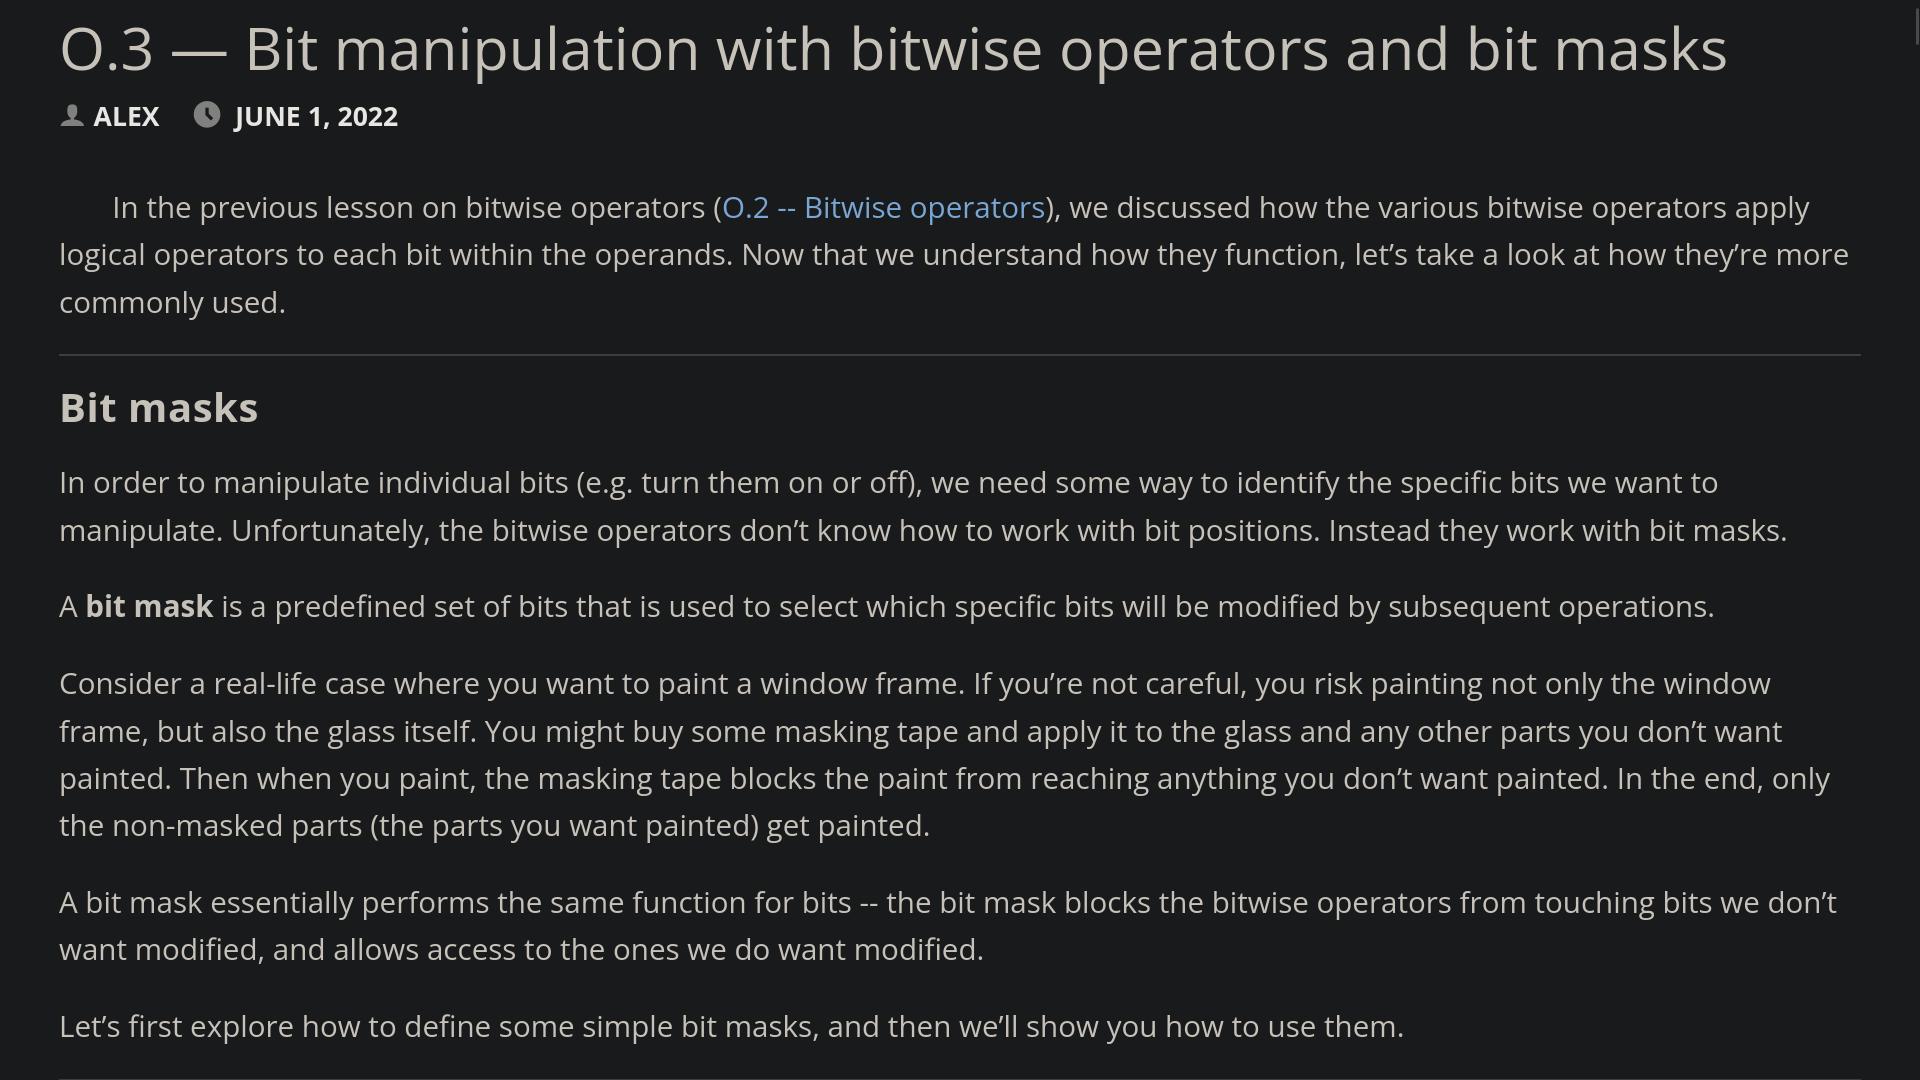 O.3 — Bit manipulation with bitwise operators and bit masks
ALEX JUNE 1, 2022
In the previous lesson on bitwise operators (O.2 -- Bitwise operators), we discussed how the various bitwise operators apply
logical operators to each bit within the operands. Now that we understand how they function, let’s take a look at how they’re more
commonly used.
Bit masks
In order to manipulate individual bits (e.g. turn them on or off), we need some way to identify the specific bits we want to
manipulate. Unfortunately, the bitwise operators don’t know how to work with bit positions. Instead they work with bit masks.
A bit mask is a predefined set of bits that is used to select which specific bits will be modified by subsequent operations.
Consider a real-life case where you want to paint a window frame. If you’re not careful, you risk painting not only the window
frame, but also the glass itself. You might buy some masking tape and apply it to the glass and any other parts you don’t want
painted. Then when you paint, the masking tape blocks the paint from reaching anything you don’t want painted. In the end, only
the non-masked parts (the parts you want painted) get painted.
A bit mask essentially performs the same function for bits -- the bit mask blocks the bitwise operators from touching bits we don’t
want modified, and allows access to the ones we do want modified.
Let’s first explore how to define some simple bit masks, and then we’ll show you how to use them.